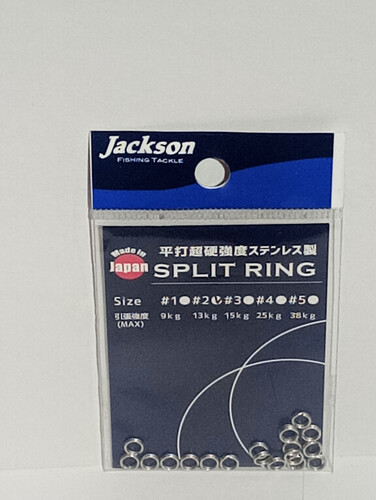 Jackson
FISHING TACKLE
Made in
Japan
平打超硬強度ステンレス製
SPLIT RING
Size #1 #2 #3 #4 #5
引張強度 9kg 13kg 15kg 25kg 38kg
(MAX)